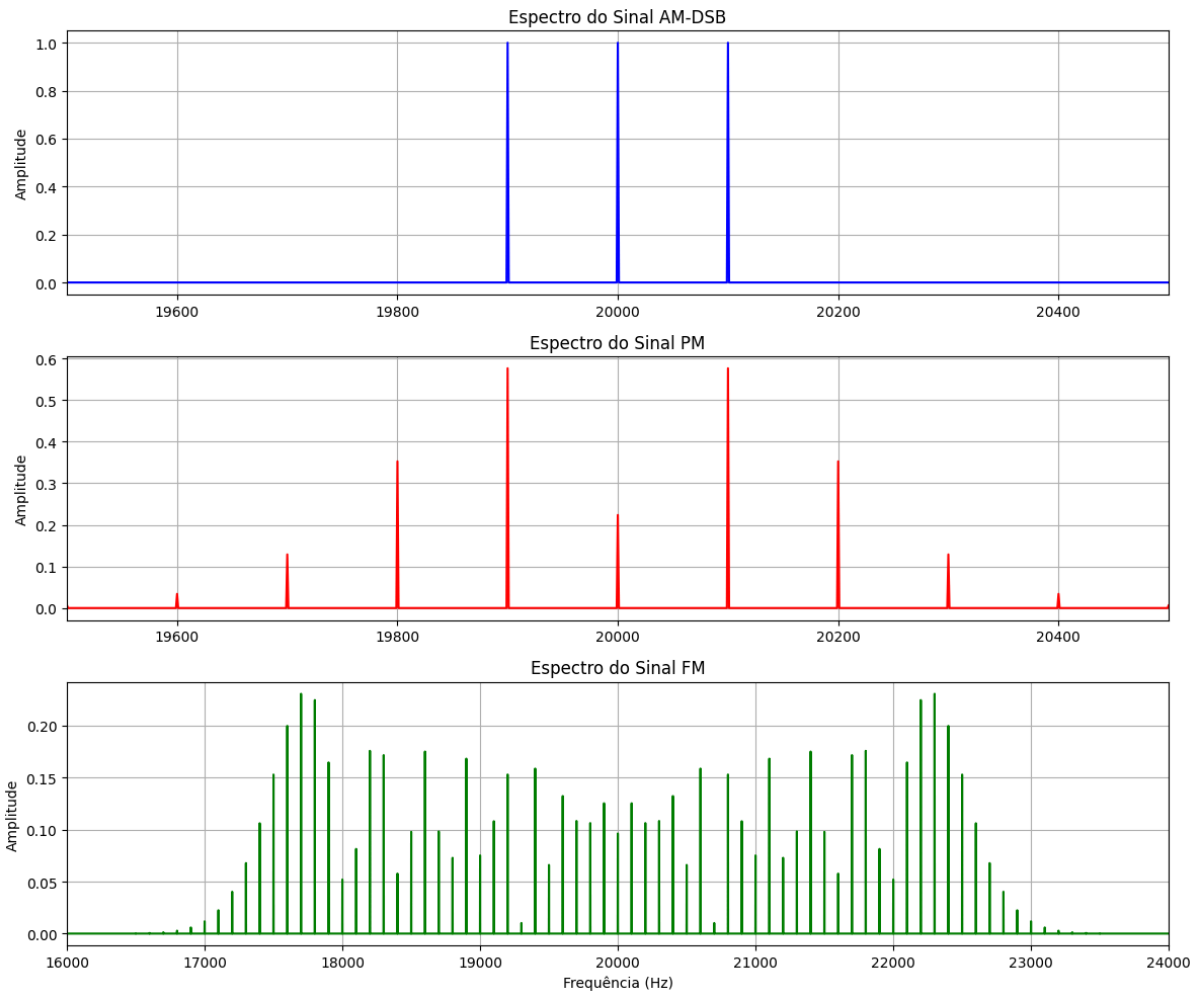 Espectro do Sinal AM-DSB
Amplitude
1.0
0.8
0.6
0.4
0.2
0.0
19600 19800 20000 20200 20400
Espectro do Sinal PM
Amplitude
0.6
0.5
0.4
0.3
0.2
0.1
0.0
19600 19800 20000 20200 20400
Espectro do Sinal FM
Amplitude
0.20
0.15
0.10
0.05
0.00
16000 17000 18000 19000 20000 21000 22000 23000 24000
Frequência (Hz)